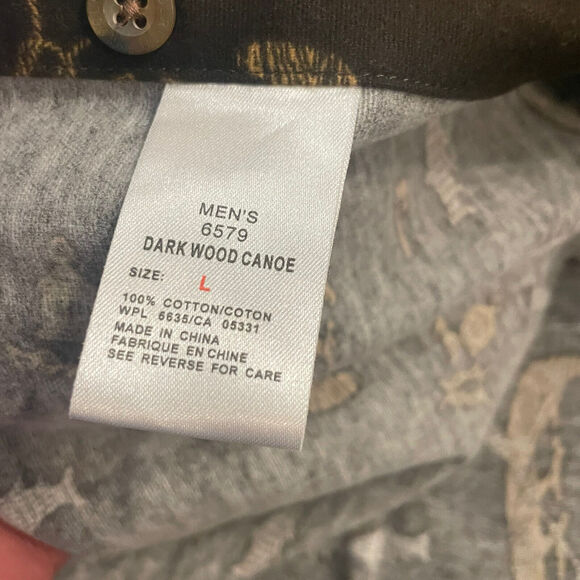 MEN'S
6579
DARK WOOD CANOE
SIZE: L
100% COTTON/COTON
WPL 6635/CA 05331
MADE IN CHINA
FABRIQUE EN CHINE
SEE REVERSE FOR CARE